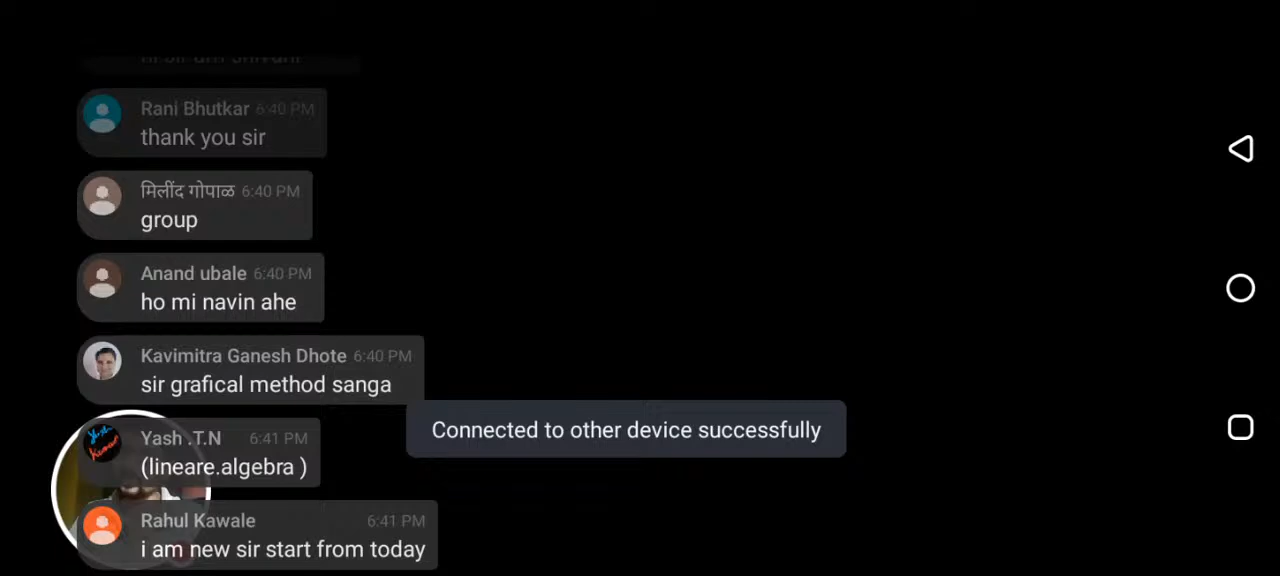 Rani Bhutkar 6:40 PM
thank you sir
मिलींद गोपाळ 6:40 PM
group
Anand ubale 6:40 PM
ho mi navin ahe
Kavimitra Ganesh Dhote 6:40 PM
sir grafical method sanga
Connected to other device successfully
Yash .T.N 6:41 PM
(lineare.algebra )
Rahul Kawale 6:41 PM
i am new sir start from today